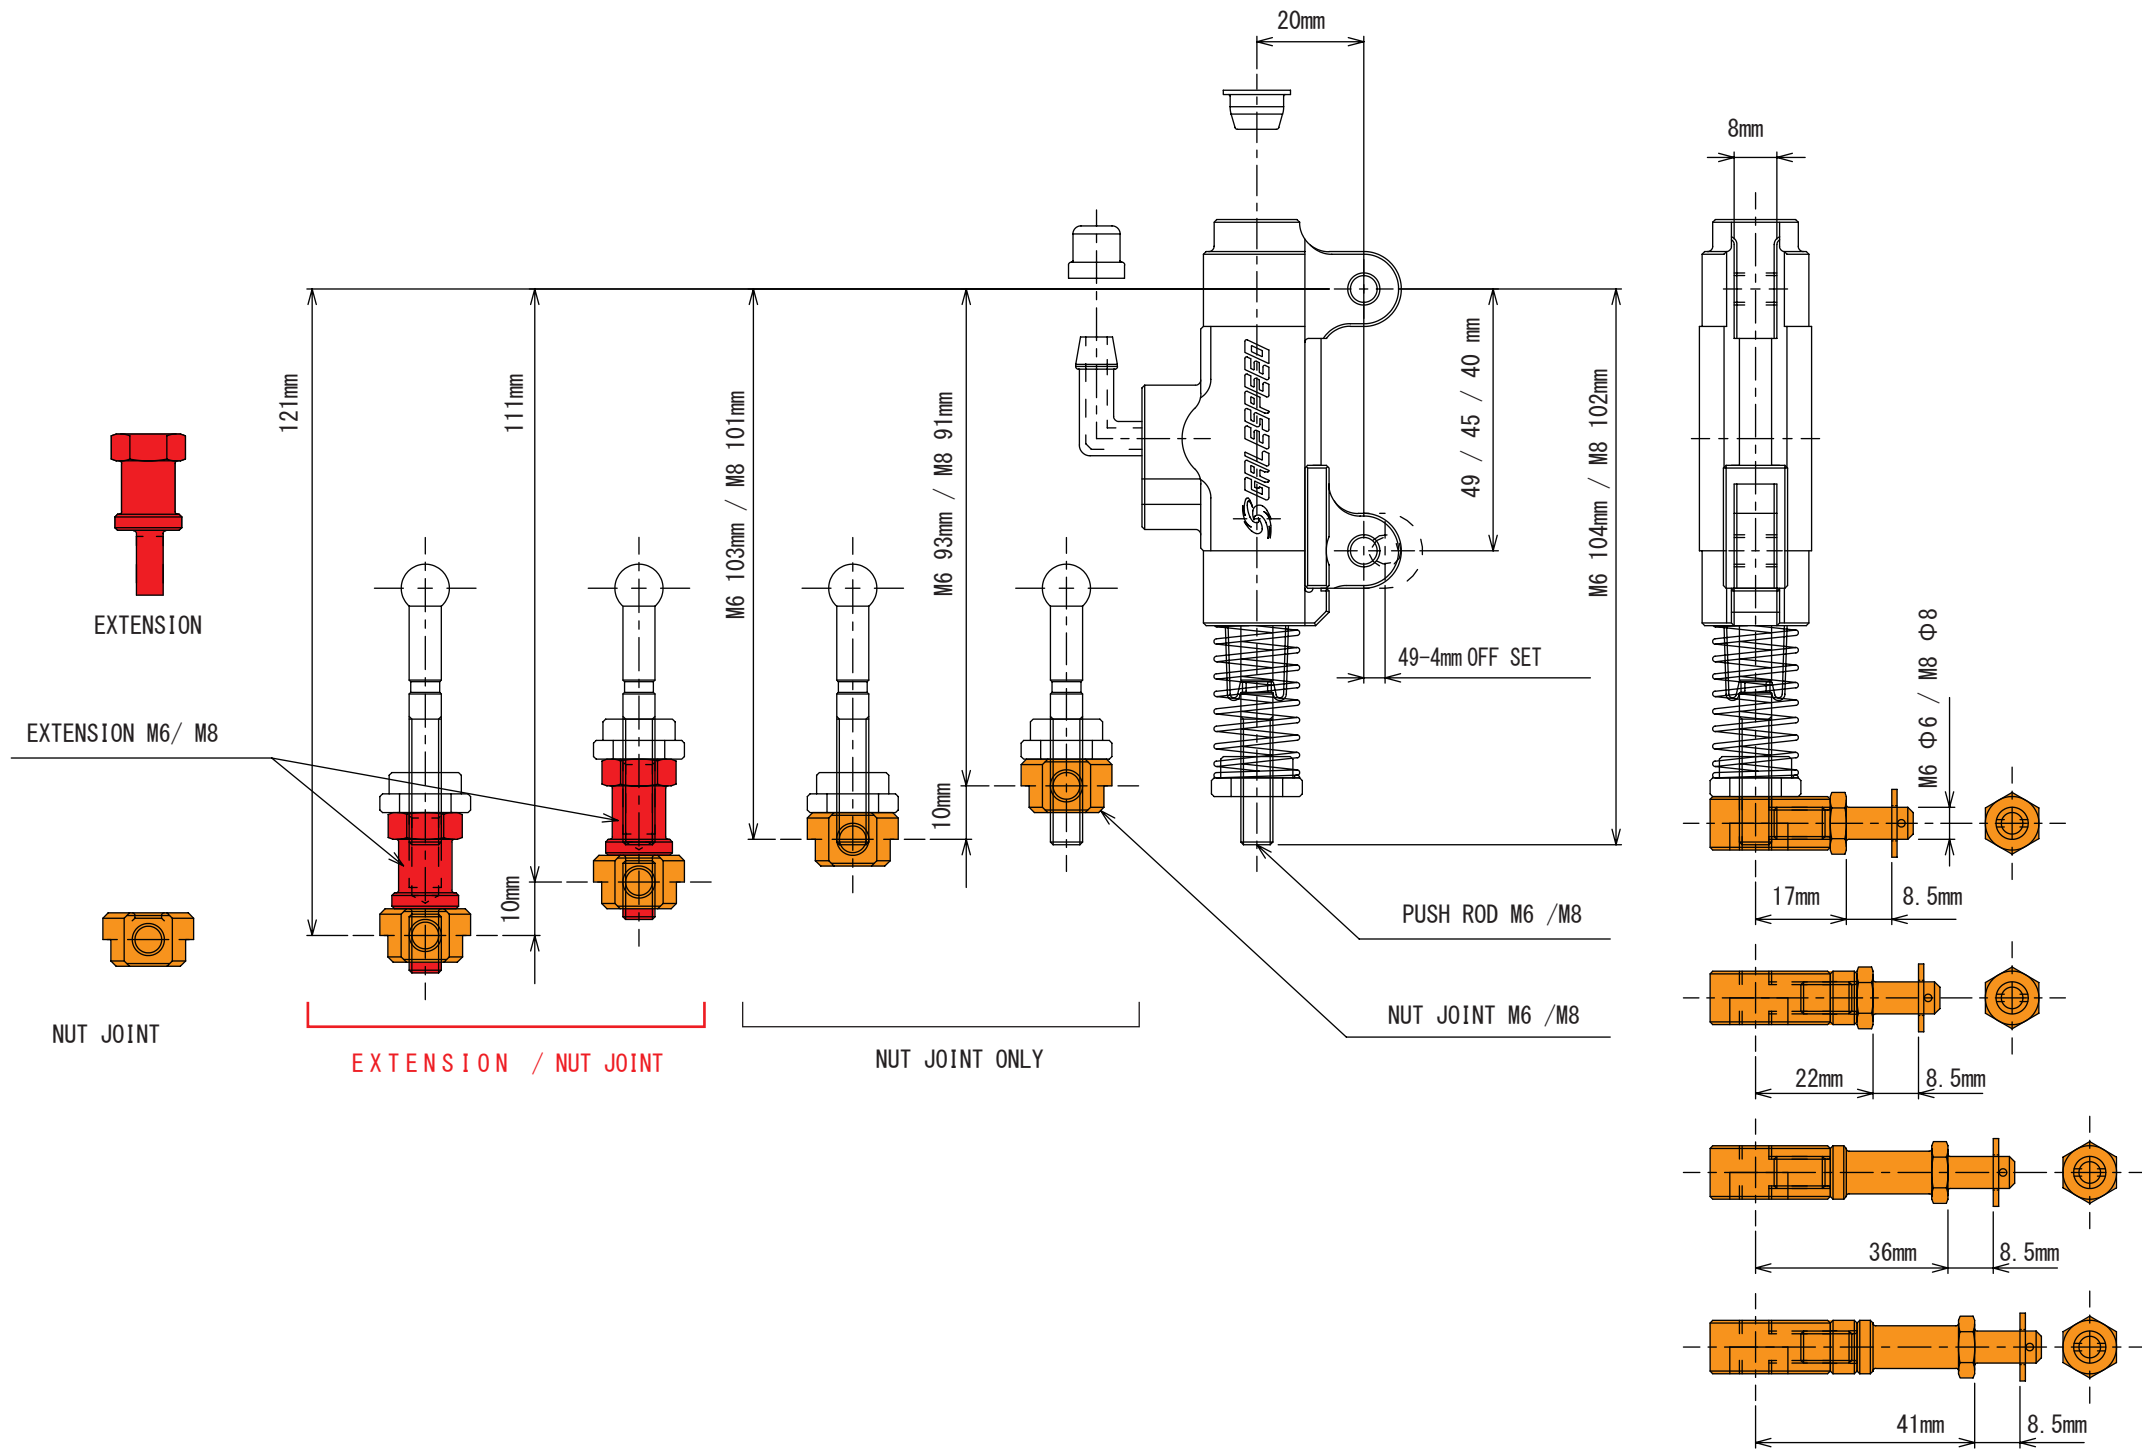 20mm
8mm
121mm
111mm
M6 103mm / M8 101mm
M6 93mm / M8 91mm
GALESPEED
49 / 45 / 40 mm
M6 104mm / M8 102mm
EXTENSION
M6 Φ6 / M8 Φ8
49-4mm OFF SET
EXTENSION M6/ M8
10mm
10mm
17mm
8.5mm
PUSH ROD M6 /M8
NUT JOINT M6 /M8
NUT JOINT
EXTENSION / NUT JOINT
NUT JOINT ONLY
22mm
8.5mm
36mm
8.5mm
41mm
8.5mm